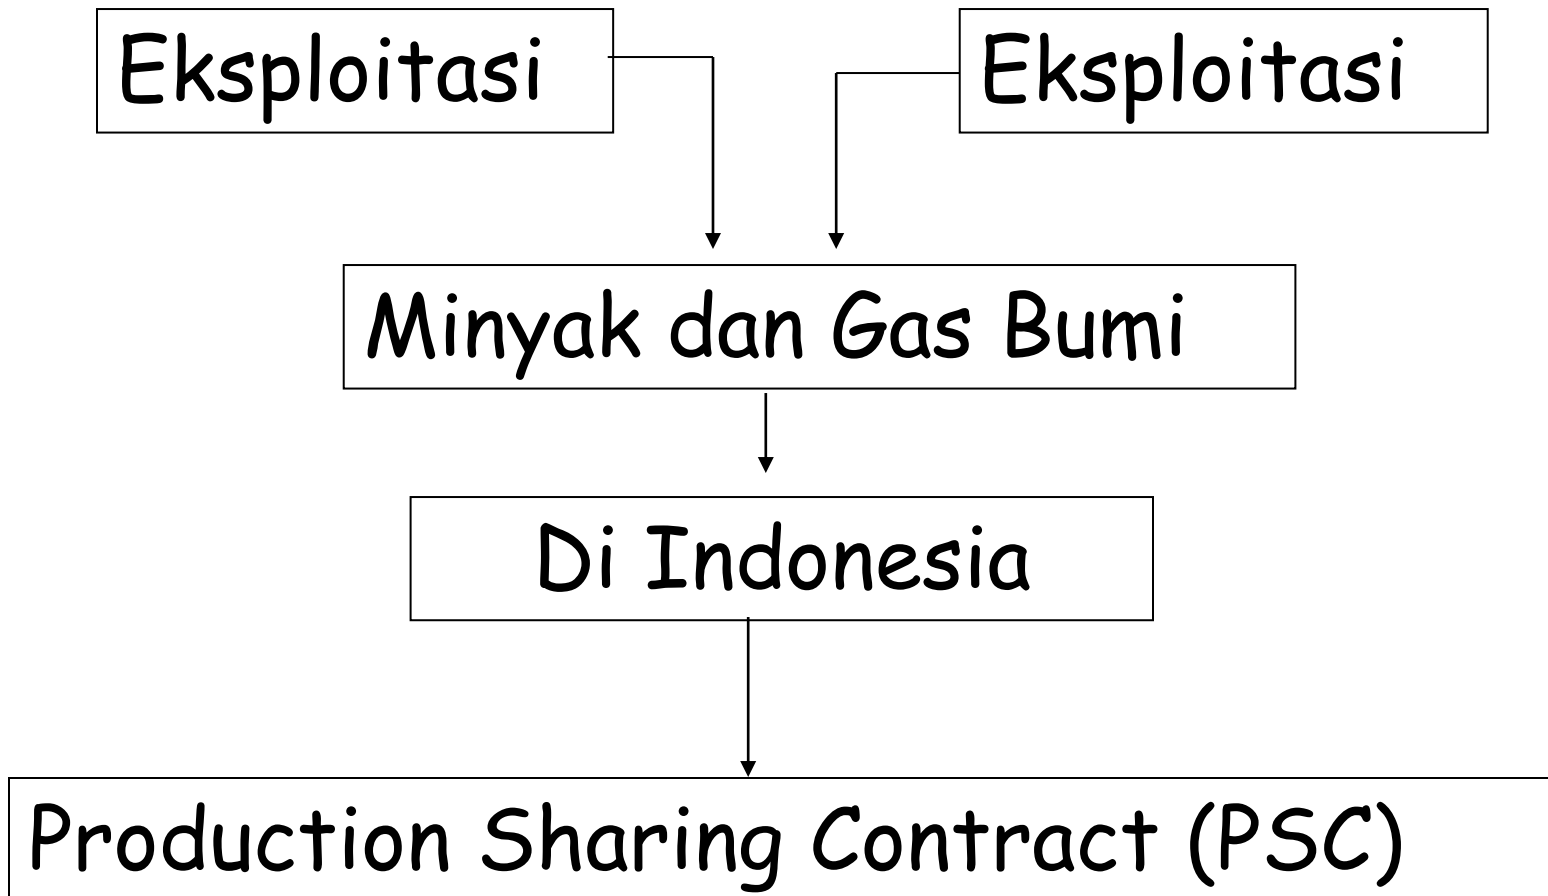 Eksploitasi
Eksploitasi
Minyak dan Gas Bumi
Di Indonesia
Production Sharing Contract (PSC)